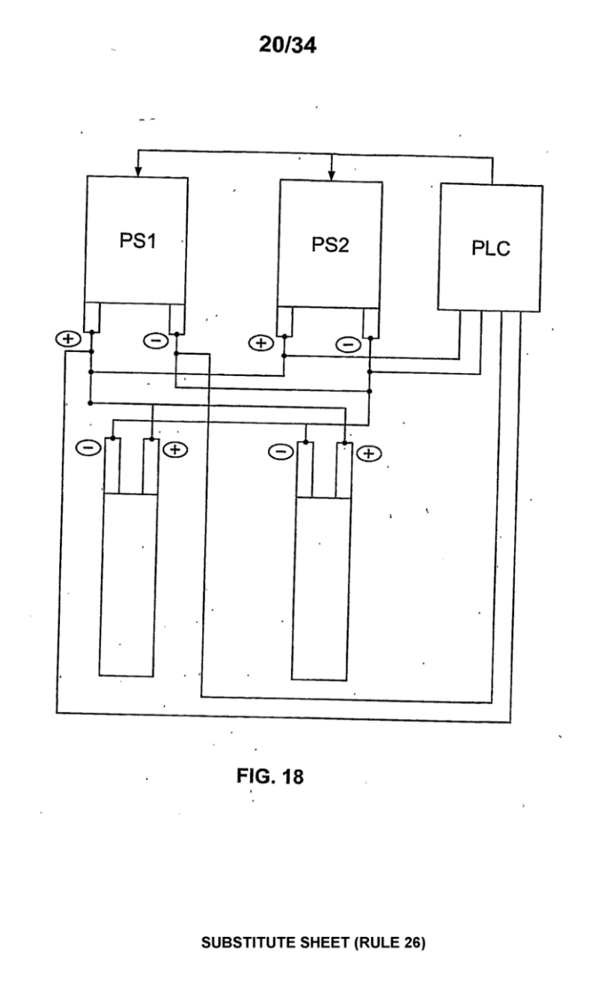 20/34
PS1
PS2
PLC
+
−
+
−
−
+
−
+
FIG. 18
SUBSTITUTE SHEET (RULE 26)